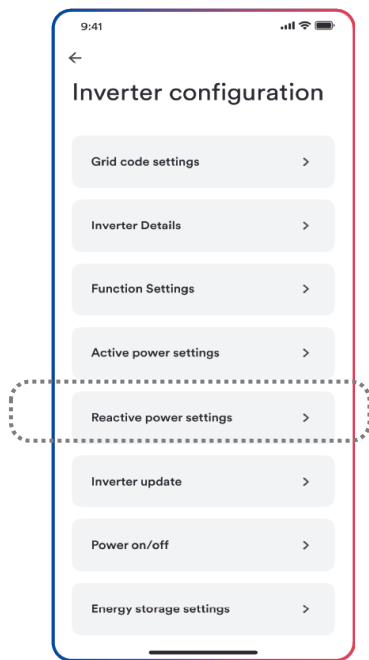 9:41
Inverter configuration
Grid code settings
Inverter Details
Function Settings
Active power settings
Reactive power settings
Inverter update
Power on/off
Energy storage settings